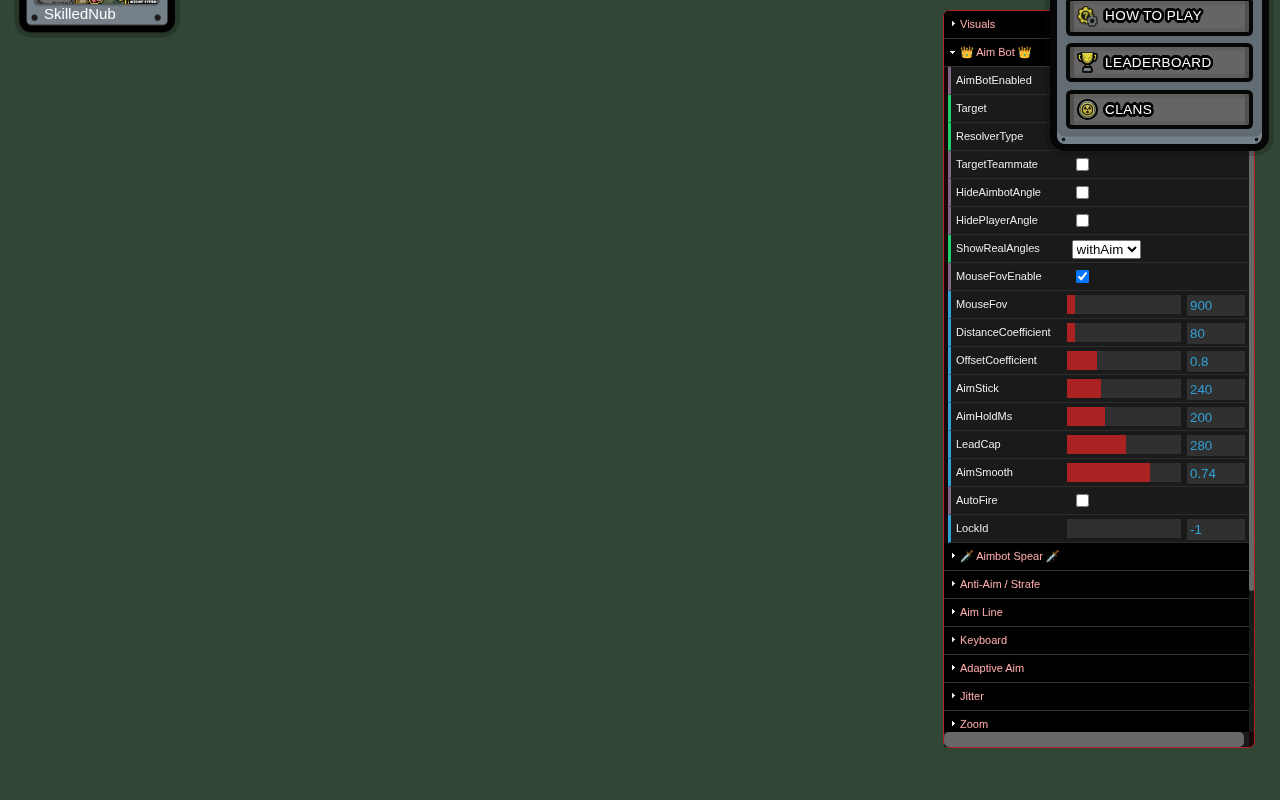 SkilledNub
Visuals
👑 Aim Bot 👑
AimBotEnabled
Target
ResolverType
TargetTeammate
HideAimbotAngle
HidePlayerAngle
ShowRealAngles withAim
MouseFovEnable
MouseFov 900
DistanceCoefficient 80
OffsetCoefficient 0.8
AimStick 240
AimHoldMs 200
LeadCap 280
AimSmooth 0.74
AutoFire
LockId -1
🗡️ Aimbot Spear 🗡️
Anti-Aim / Strafe
Aim Line
Keyboard
Adaptive Aim
Jitter
Zoom
HOW TO PLAY
LEADERBOARD
CLANS